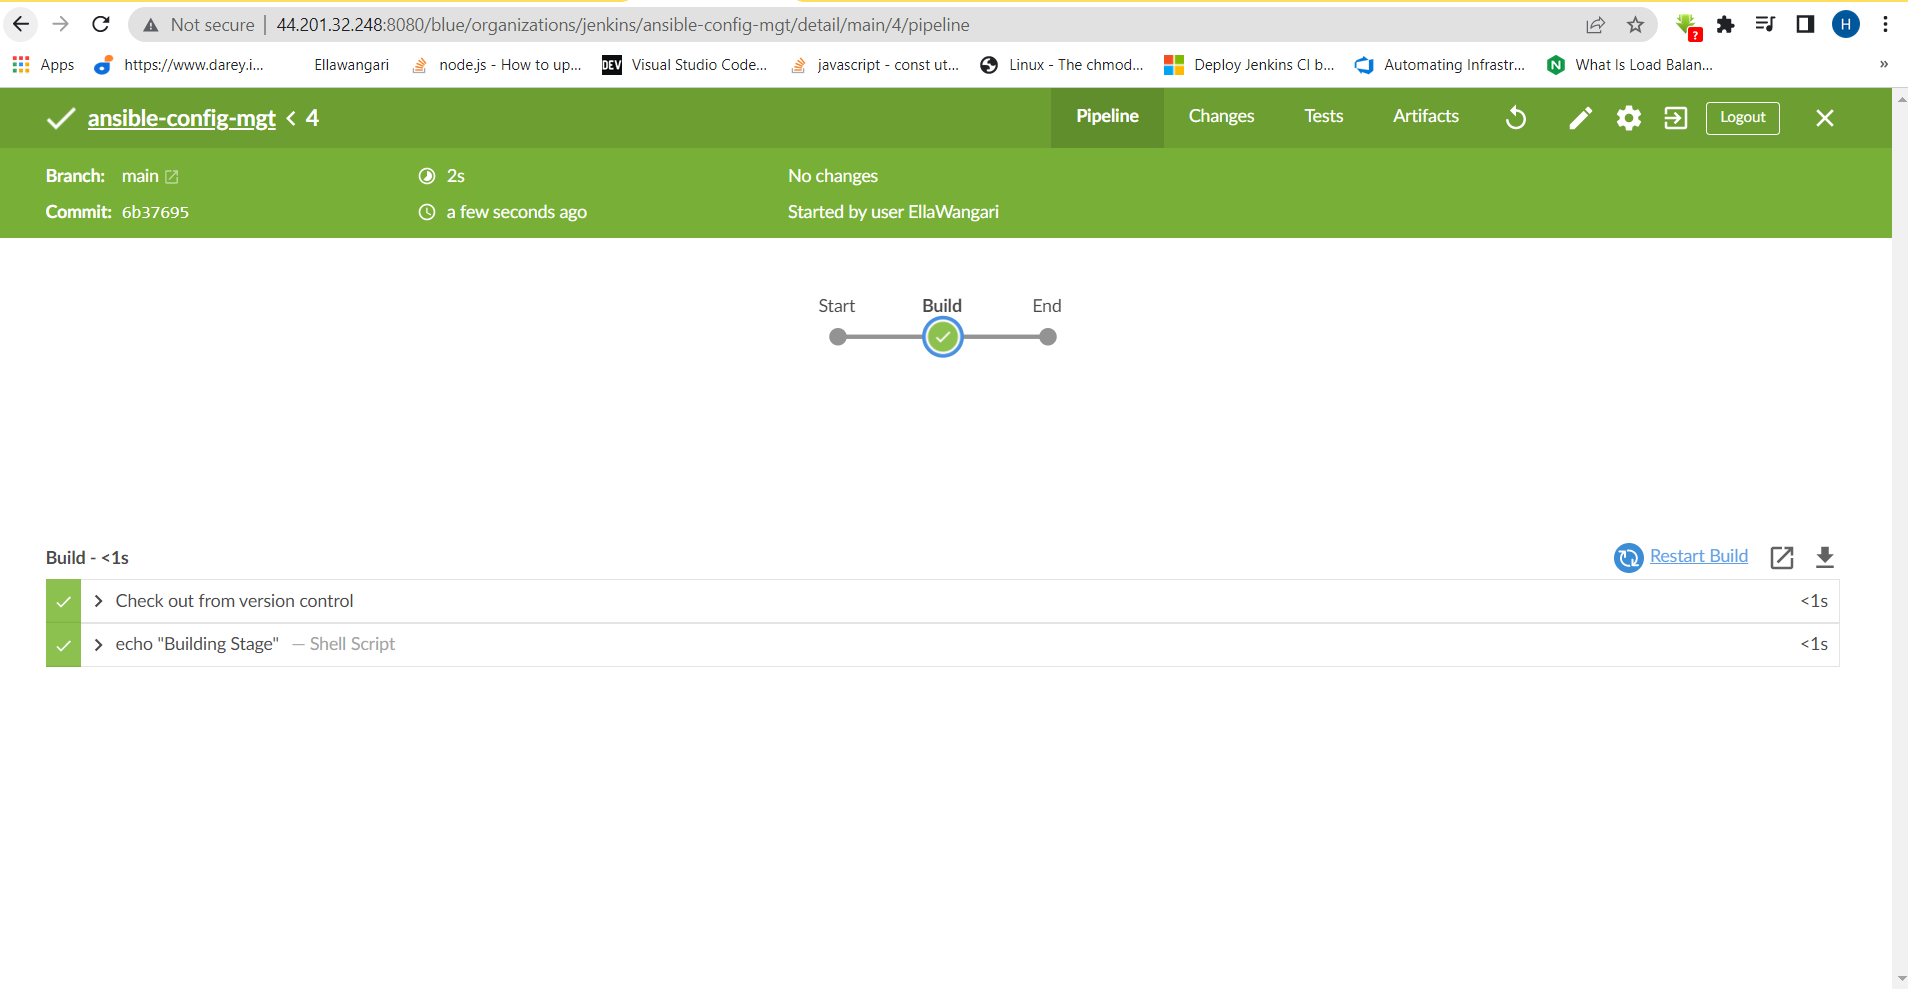 Not secure | 44.201.32.248:8080/blue/organizations/jenkins/ansible-config-mgt/detail/main/4/pipeline
? H
Apps https://www.darey.i... Ellawangari node.js - How to up... DEV Visual Studio Code... javascript - const ut... Linux - The chmod... Deploy Jenkins CI b... Automating Infrastr... N What Is Load Balan... »
ansible-config-mgt < 4 Pipeline Changes Tests Artifacts Logout
Branch: main 2s No changes
Commit: 6b37695 a few seconds ago Started by user EllaWangari
Start Build End
Build - <1s Restart Build
Check out from version control <1s
echo "Building Stage" — Shell Script <1s